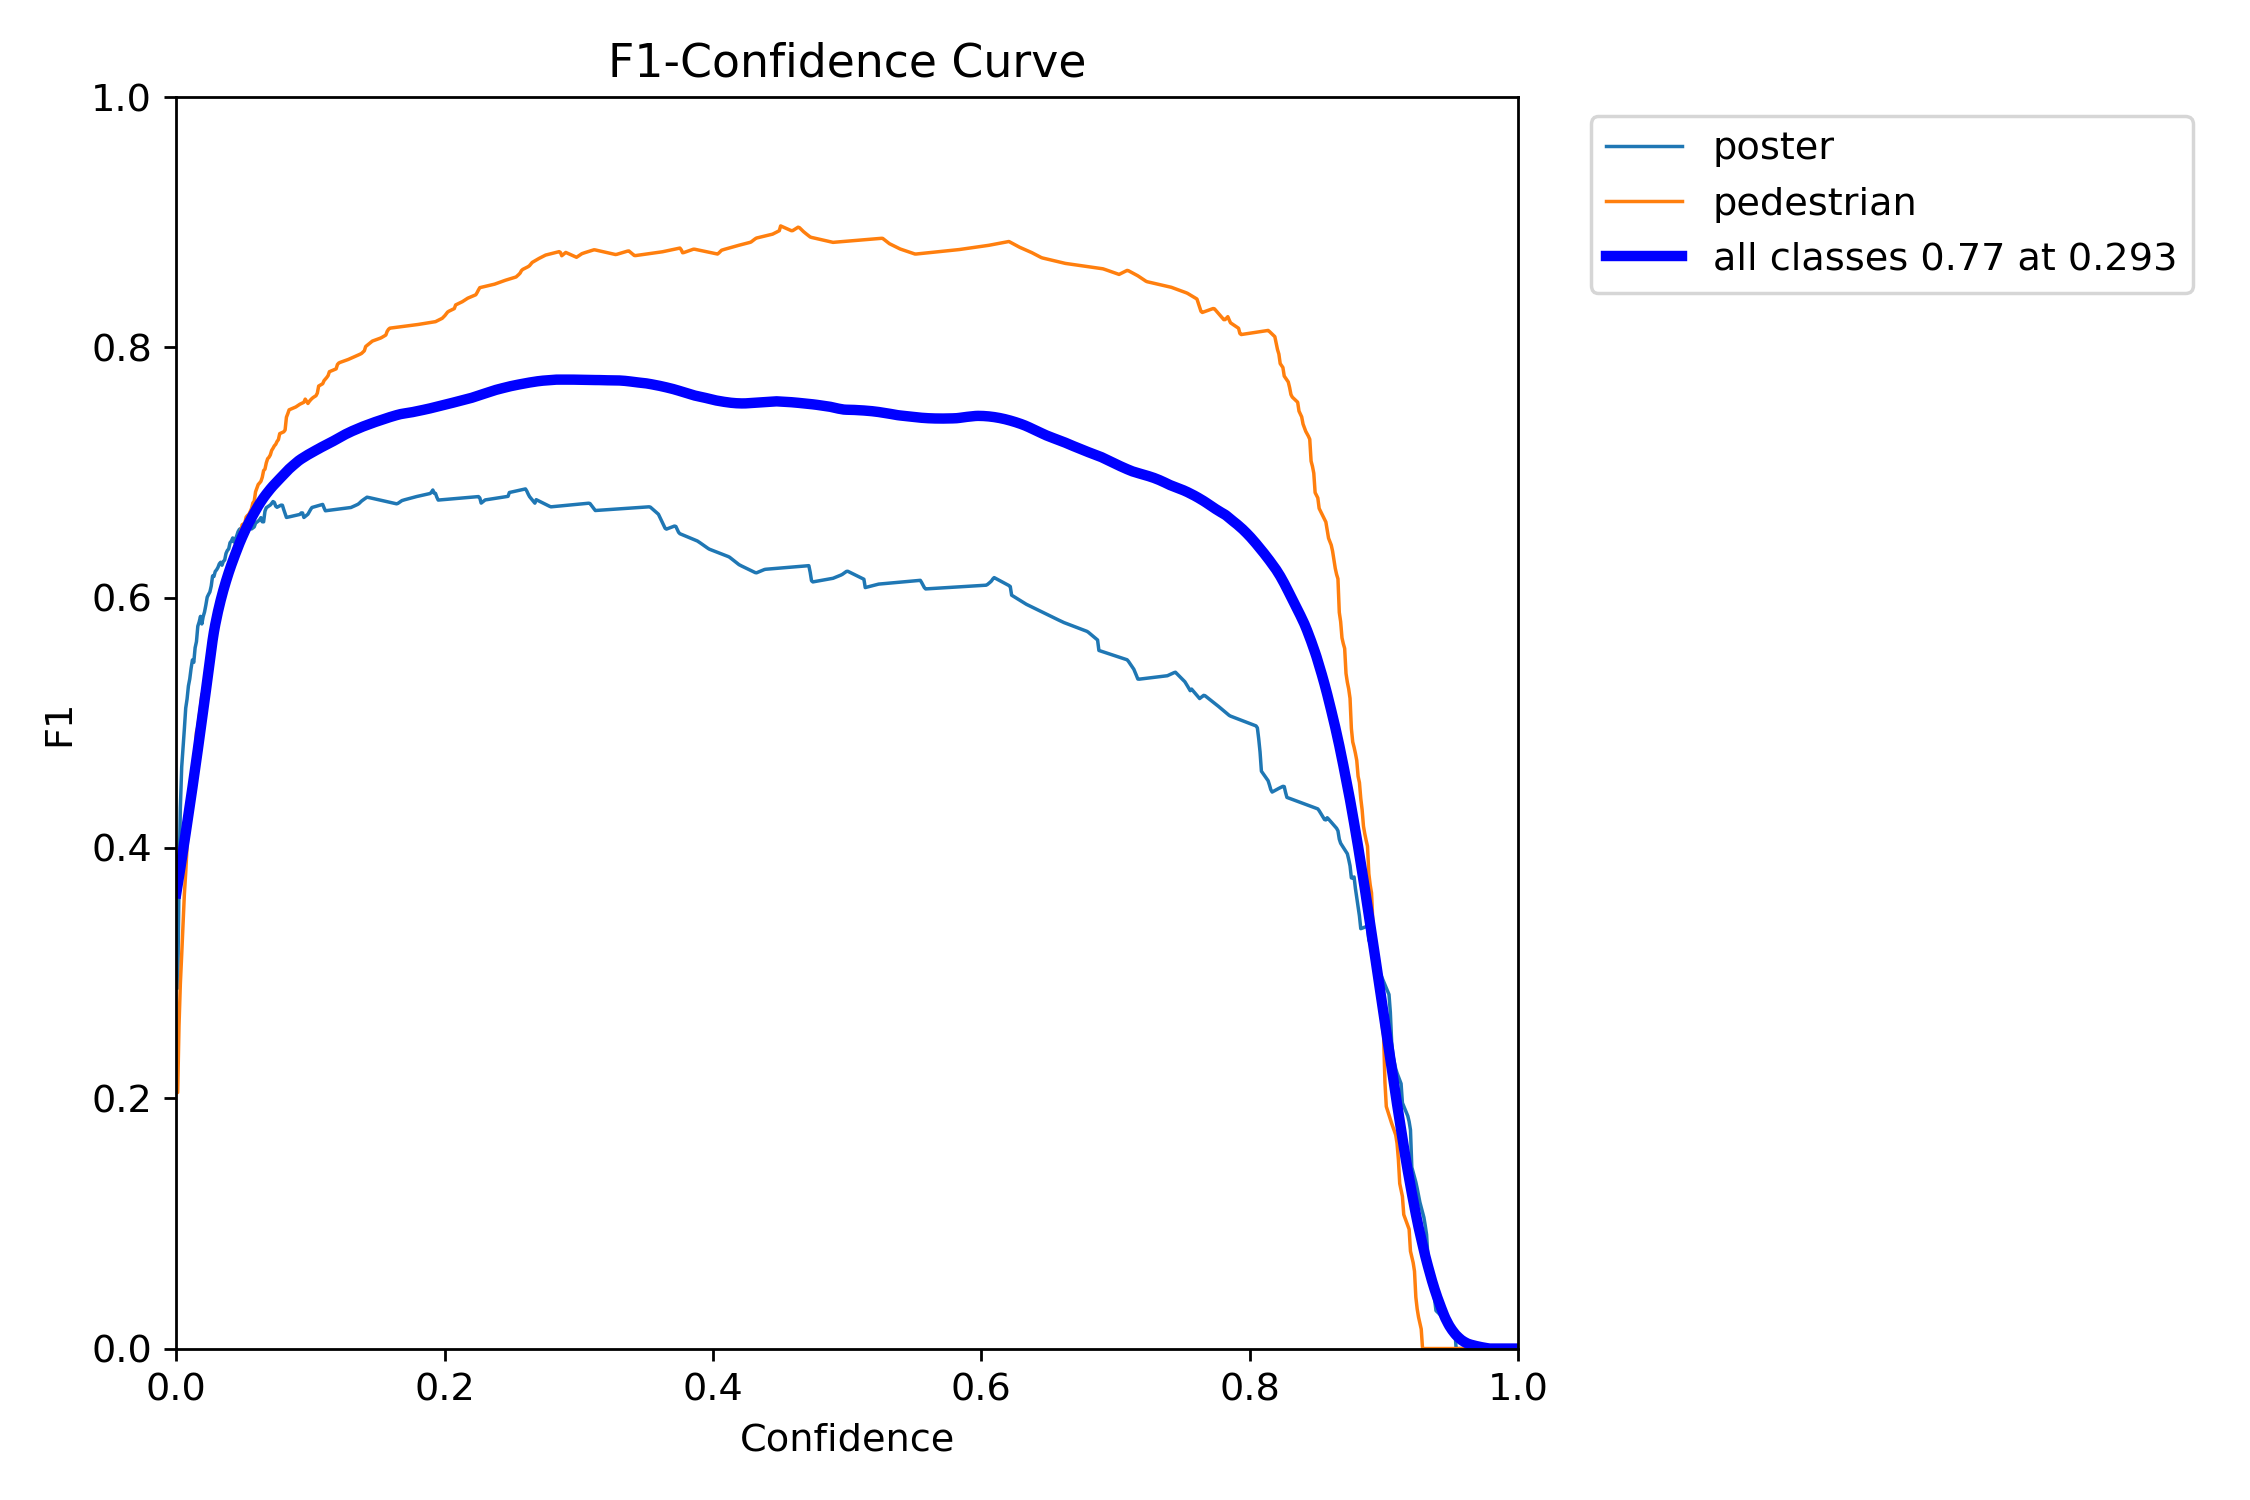 F1-Confidence Curve
1.0
0.8
0.6
0.4
0.2
0.0
F1
0.0 0.2 0.4 0.6 0.8 1.0
Confidence
poster
pedestrian
all classes 0.77 at 0.293